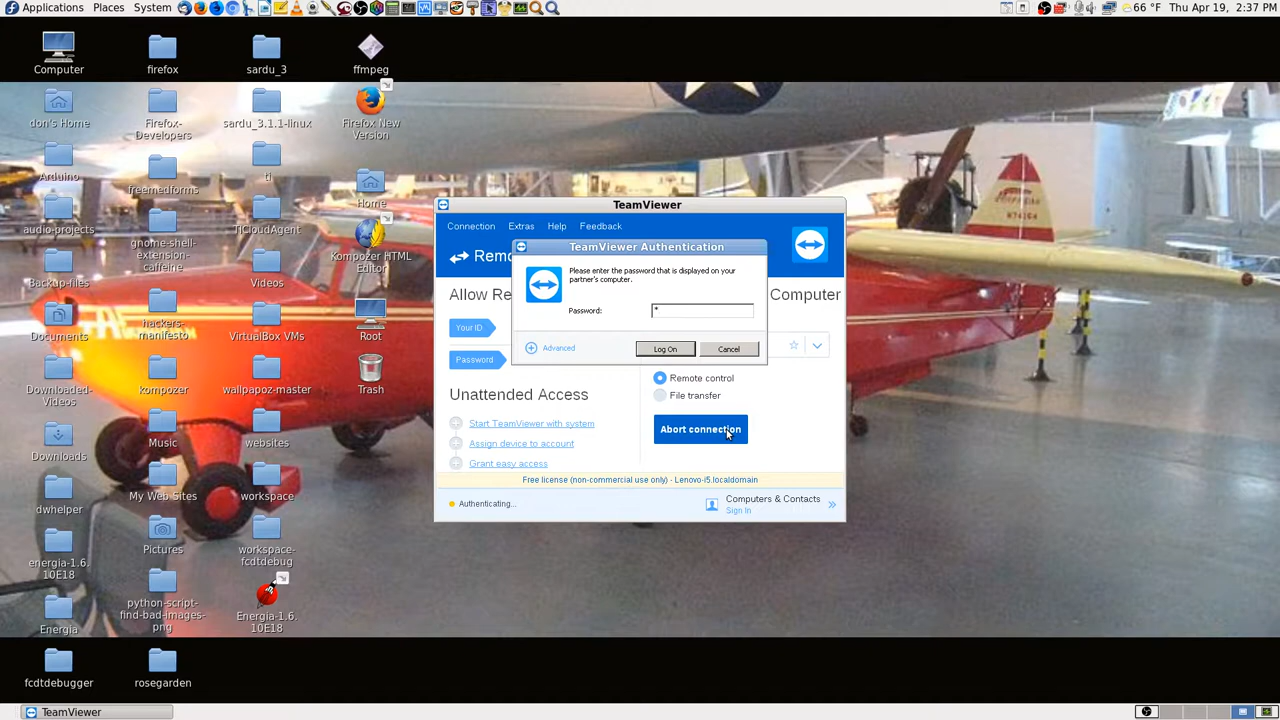 Applications Places System
66 °F Thu Apr 19, 2:37 PM
Computer
firefox
sardu_3
ffmpeg
don's Home
Firefox-
Developers
sardu_3.1.1-linux
Firefox New
Version
Arduino
freemedforms
ti
Home
audio-projects
gnome-shell-
extension-
caffeine
TICloudAgent
Kompozer HTML
Editor
Backup-files
hackers-
manifesto
Videos
Root
Documents
VirtualBox VMs
Trash
Downloaded-
Videos
kompozer
wallpapoz-master
Downloads
Music
websites
dwhelper
My Web Sites
workspace
energia-1.6.
10E18
Pictures
workspace-
fcdtdebug
Energia
python-script-
find-bad-images-
png
Energia-1.6.
10E18
fcdtdebugger
rosegarden
TeamViewer
Connection Extras Help Feedback
Remo
TeamViewer Authentication
Please enter the password that is displayed on your
partner's computer.
Password: *
Advanced
Log On
Cancel
Allow Re
Computer
Your ID
Password
Unattended Access
Start TeamViewer with system
Assign device to account
Grant easy access
Remote control
File transfer
Abort connection
Free license (non-commercial use only) - Lenovo-i5.localdomain
Authenticating...
Computers & Contacts
Sign In
TeamViewer